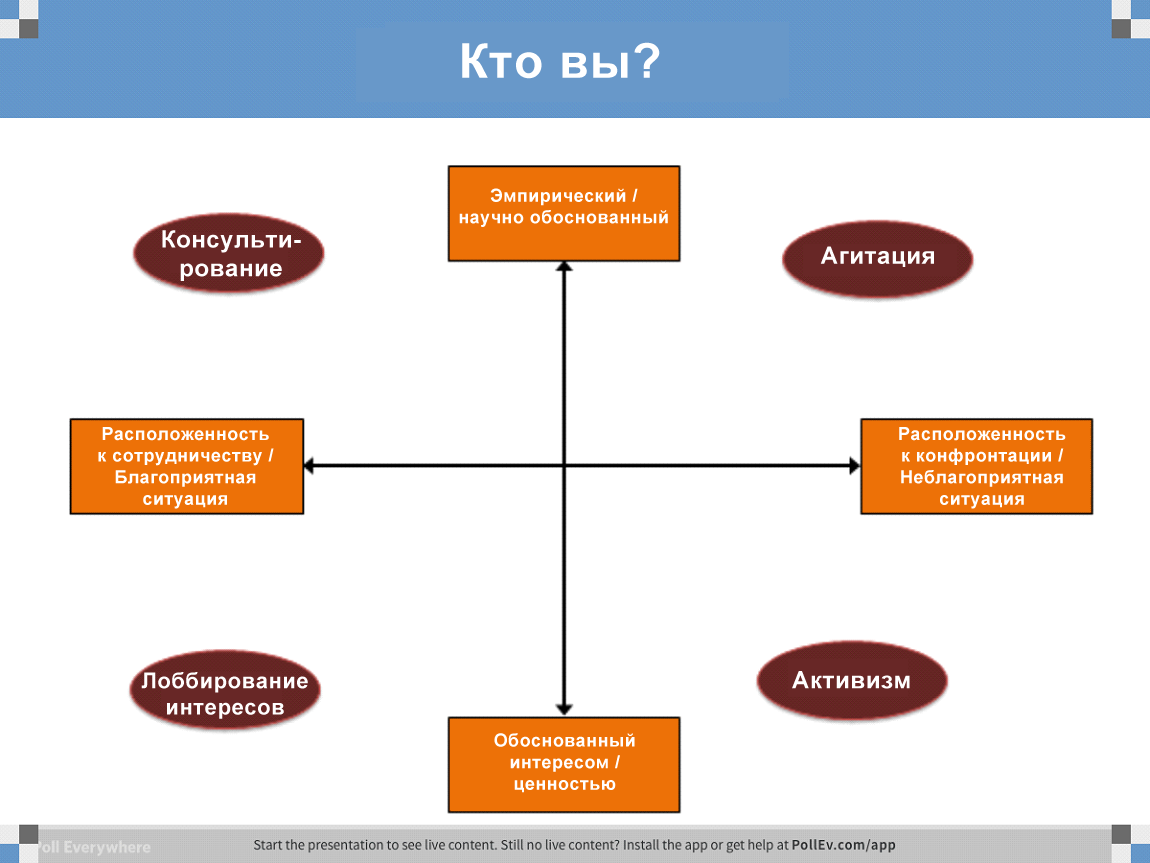 Кто вы?
Эмпирический /
научно обоснованный
Консульти-
рование
Агитация
Расположенность
к сотрудничеству /
Благоприятная
ситуация
Расположенность
к конфронтации /
Неблагоприятная
ситуация
Лоббирование
интересов
Активизм
Обоснованный
интересом /
ценностью
Poll Everywhere
Start the presentation to see live content. Still no live content? Install the app or get help at PollEv.com/app